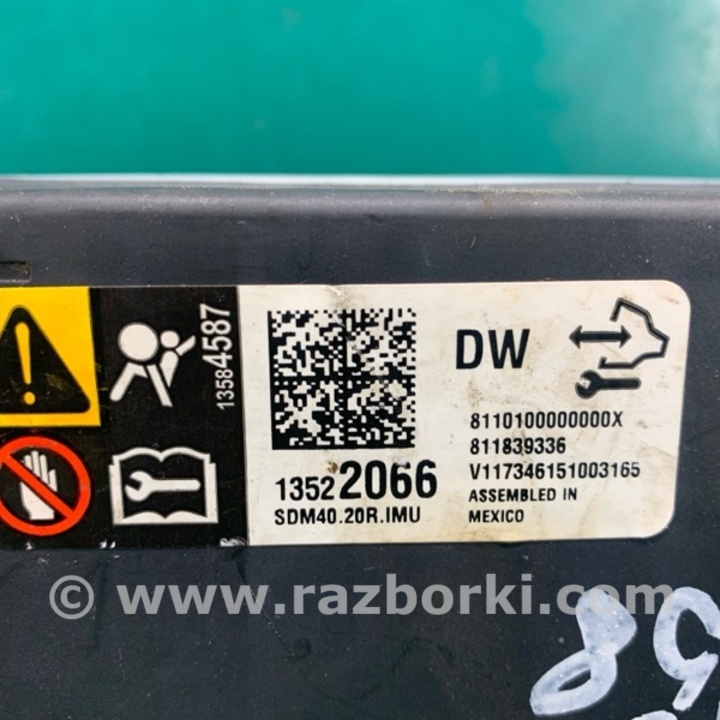 13584587
DW
8110100000000X
811839336
V117346151003165
ASSEMBLED IN
MEXICO
13522066
SDM40.20R.IMU
© www.razborki.com